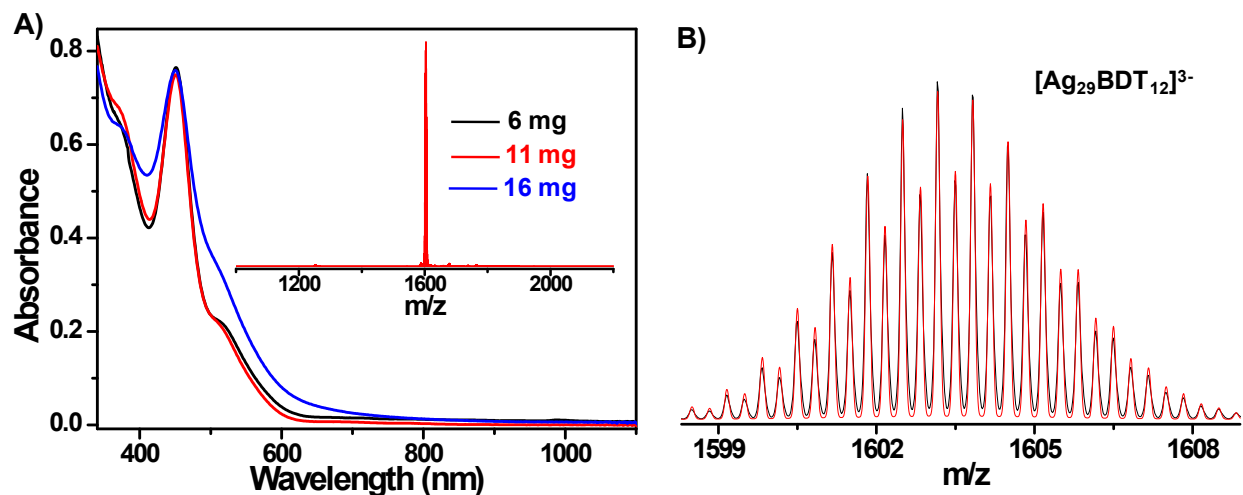 A)
0.8
0.6
0.4
0.2
0.0
Absorbance
400 600 800 1000
Wavelength (nm)
6 mg
11 mg
16 mg
1200 1600 2000
m/z
B)
[Ag₂₉BDT₁₂]³⁻
1599 1602 1605 1608
m/z